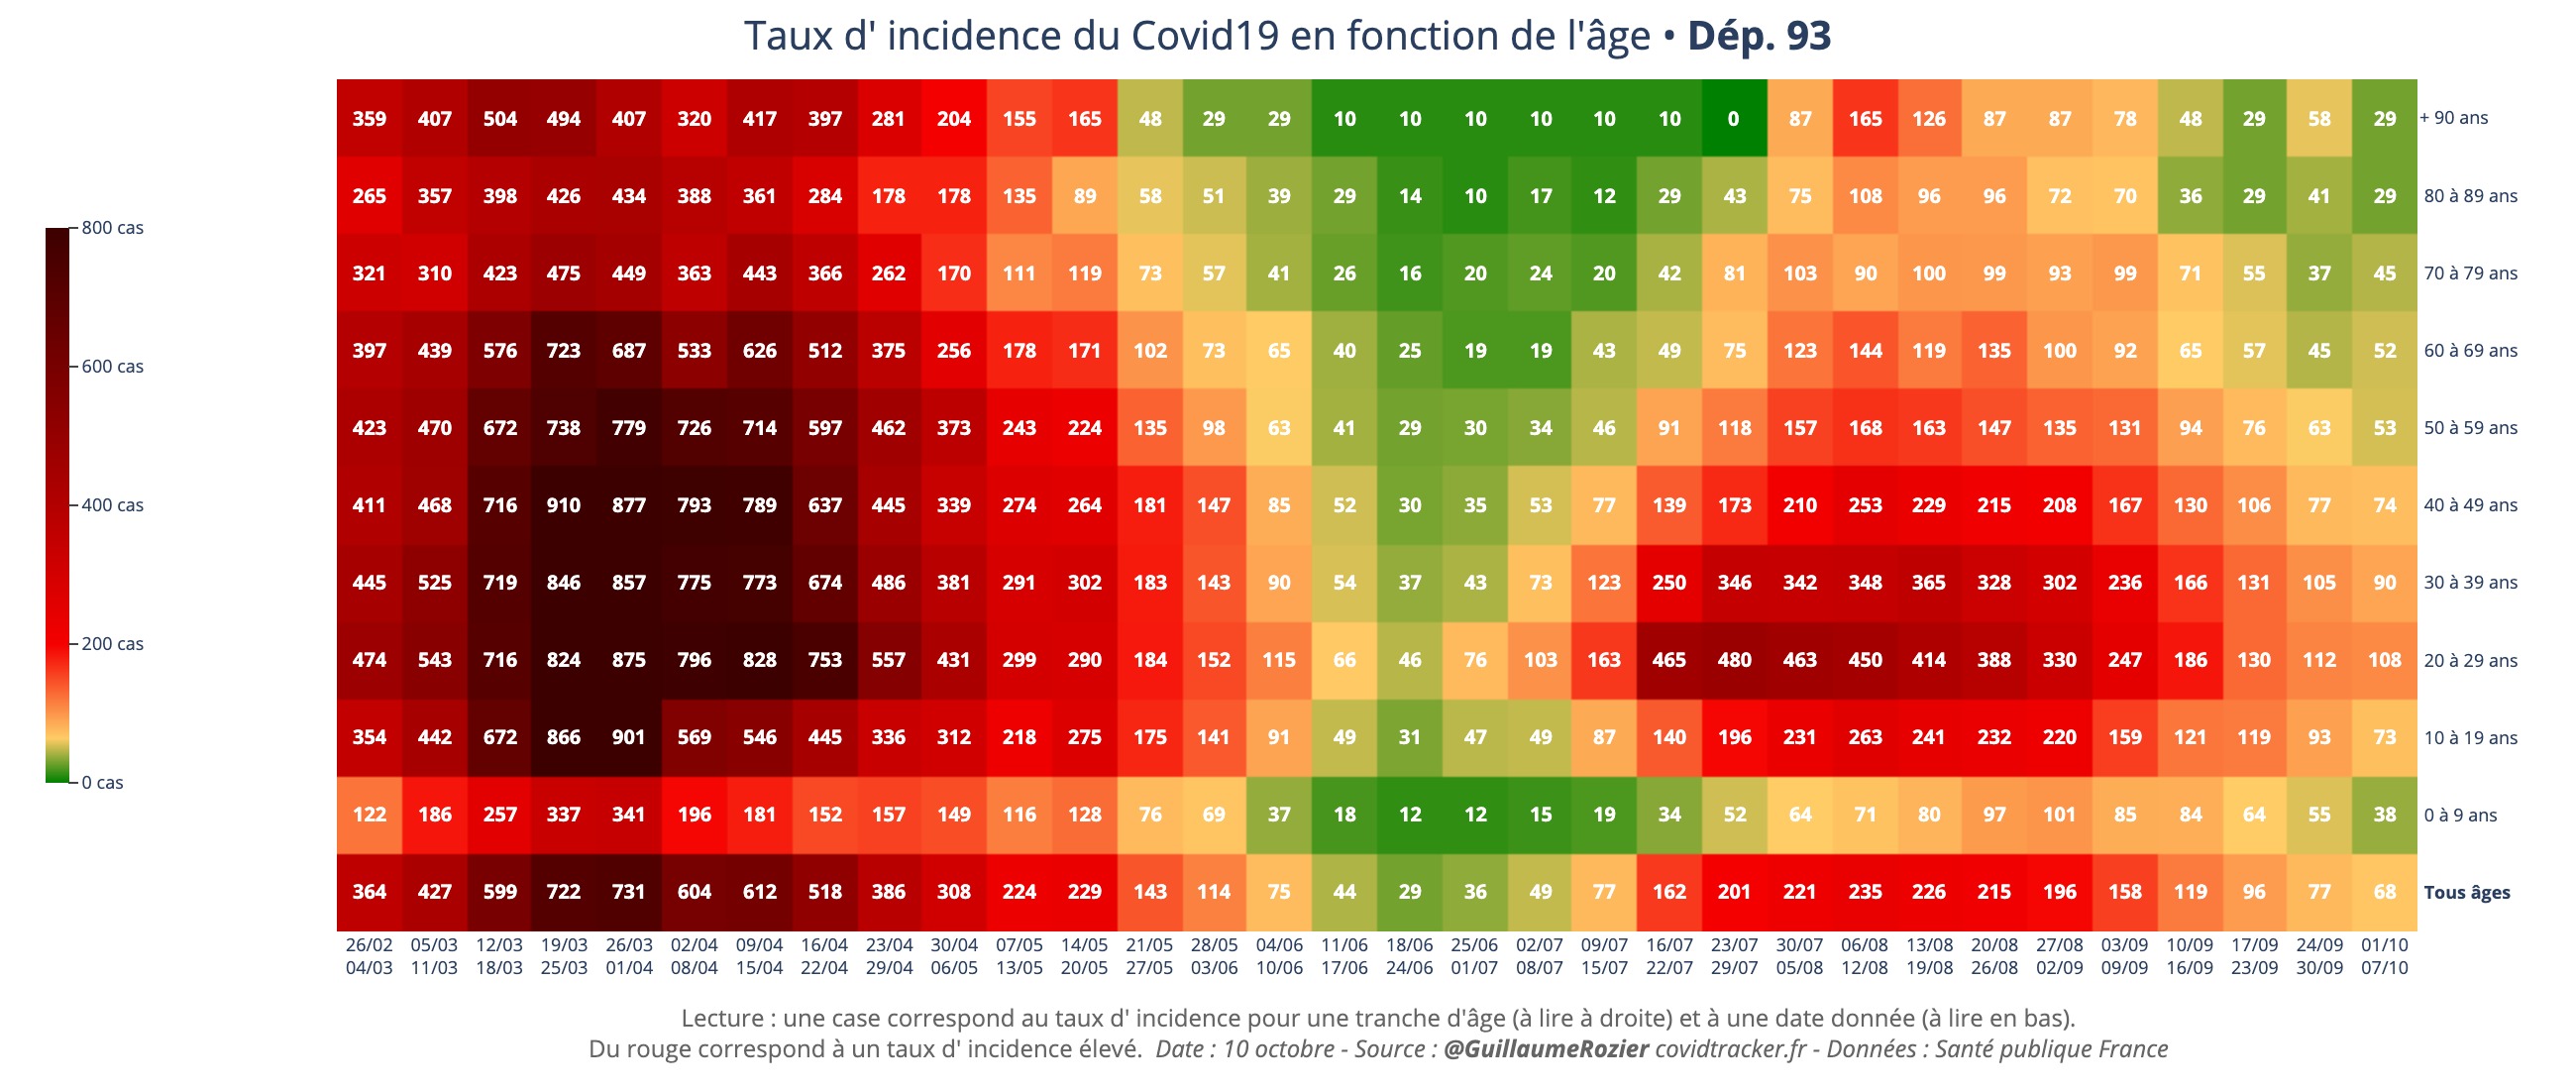 Taux d' incidence du Covid19 en fonction de l'âge • Dép. 93
359 407 504 494 407 320 417 397 281 204 155 165 48 29 29 10 10 10 10 10 10 0 87 165 126 87 87 78 48 29 58 29 + 90 ans
265 357 398 426 434 388 361 284 178 178 135 89 58 51 39 29 14 10 17 12 29 43 75 108 96 96 72 70 36 29 41 29 80 à 89 ans
800 cas
321 310 423 475 449 363 443 366 262 170 111 119 73 57 41 26 16 20 24 20 42 81 103 90 100 99 93 99 71 55 37 45 70 à 79 ans
397 439 576 723 687 533 626 512 375 256 178 171 102 73 65 40 25 19 19 43 49 75 123 144 119 135 100 92 65 57 45 52 60 à 69 ans
600 cas
423 470 672 738 779 726 714 597 462 373 243 224 135 98 63 41 29 30 34 46 91 118 157 168 163 147 135 131 94 76 63 53 50 à 59 ans
400 cas
411 468 716 910 877 793 789 637 445 339 274 264 181 147 85 52 30 35 53 77 139 173 210 253 229 215 208 167 130 106 77 74 40 à 49 ans
445 525 719 846 857 775 773 674 486 381 291 302 183 143 90 54 37 43 73 123 250 346 342 348 365 328 302 236 166 131 105 90 30 à 39 ans
200 cas
474 543 716 824 875 796 828 753 557 431 299 290 184 152 115 66 46 76 103 163 465 480 463 450 414 388 330 247 186 130 112 108 20 à 29 ans
354 442 672 866 901 569 546 445 336 312 218 275 175 141 91 49 31 47 49 87 140 196 231 263 241 232 220 159 121 119 93 73 10 à 19 ans
0 cas
122 186 257 337 341 196 181 152 157 149 116 128 76 69 37 18 12 12 15 19 34 52 64 71 80 97 101 85 84 64 55 38 0 à 9 ans
364 427 599 722 731 604 612 518 386 308 224 229 143 114 75 44 29 36 49 77 162 201 221 235 226 215 196 158 119 96 77 68 Tous âges
26/02 05/03 12/03 19/03 26/03 02/04 09/04 16/04 23/04 30/04 07/05 14/05 21/05 28/05 04/06 11/06 18/06 25/06 02/07 09/07 16/07 23/07 30/07 06/08 13/08 20/08 27/08 03/09 10/09 17/09 24/09 01/10
04/03 11/03 18/03 25/03 01/04 08/04 15/04 22/04 29/04 06/05 13/05 20/05 27/05 03/06 10/06 17/06 24/06 01/07 08/07 15/07 22/07 29/07 05/08 12/08 19/08 26/08 02/09 09/09 16/09 23/09 30/09 07/10
Lecture : une case correspond au taux d' incidence pour une tranche d'âge (à lire à droite) et à une date donnée (à lire en bas).
Du rouge correspond à un taux d' incidence élevé. Date : 10 octobre - Source : @GuillaumeRozier covidtracker.fr - Données : Santé publique France